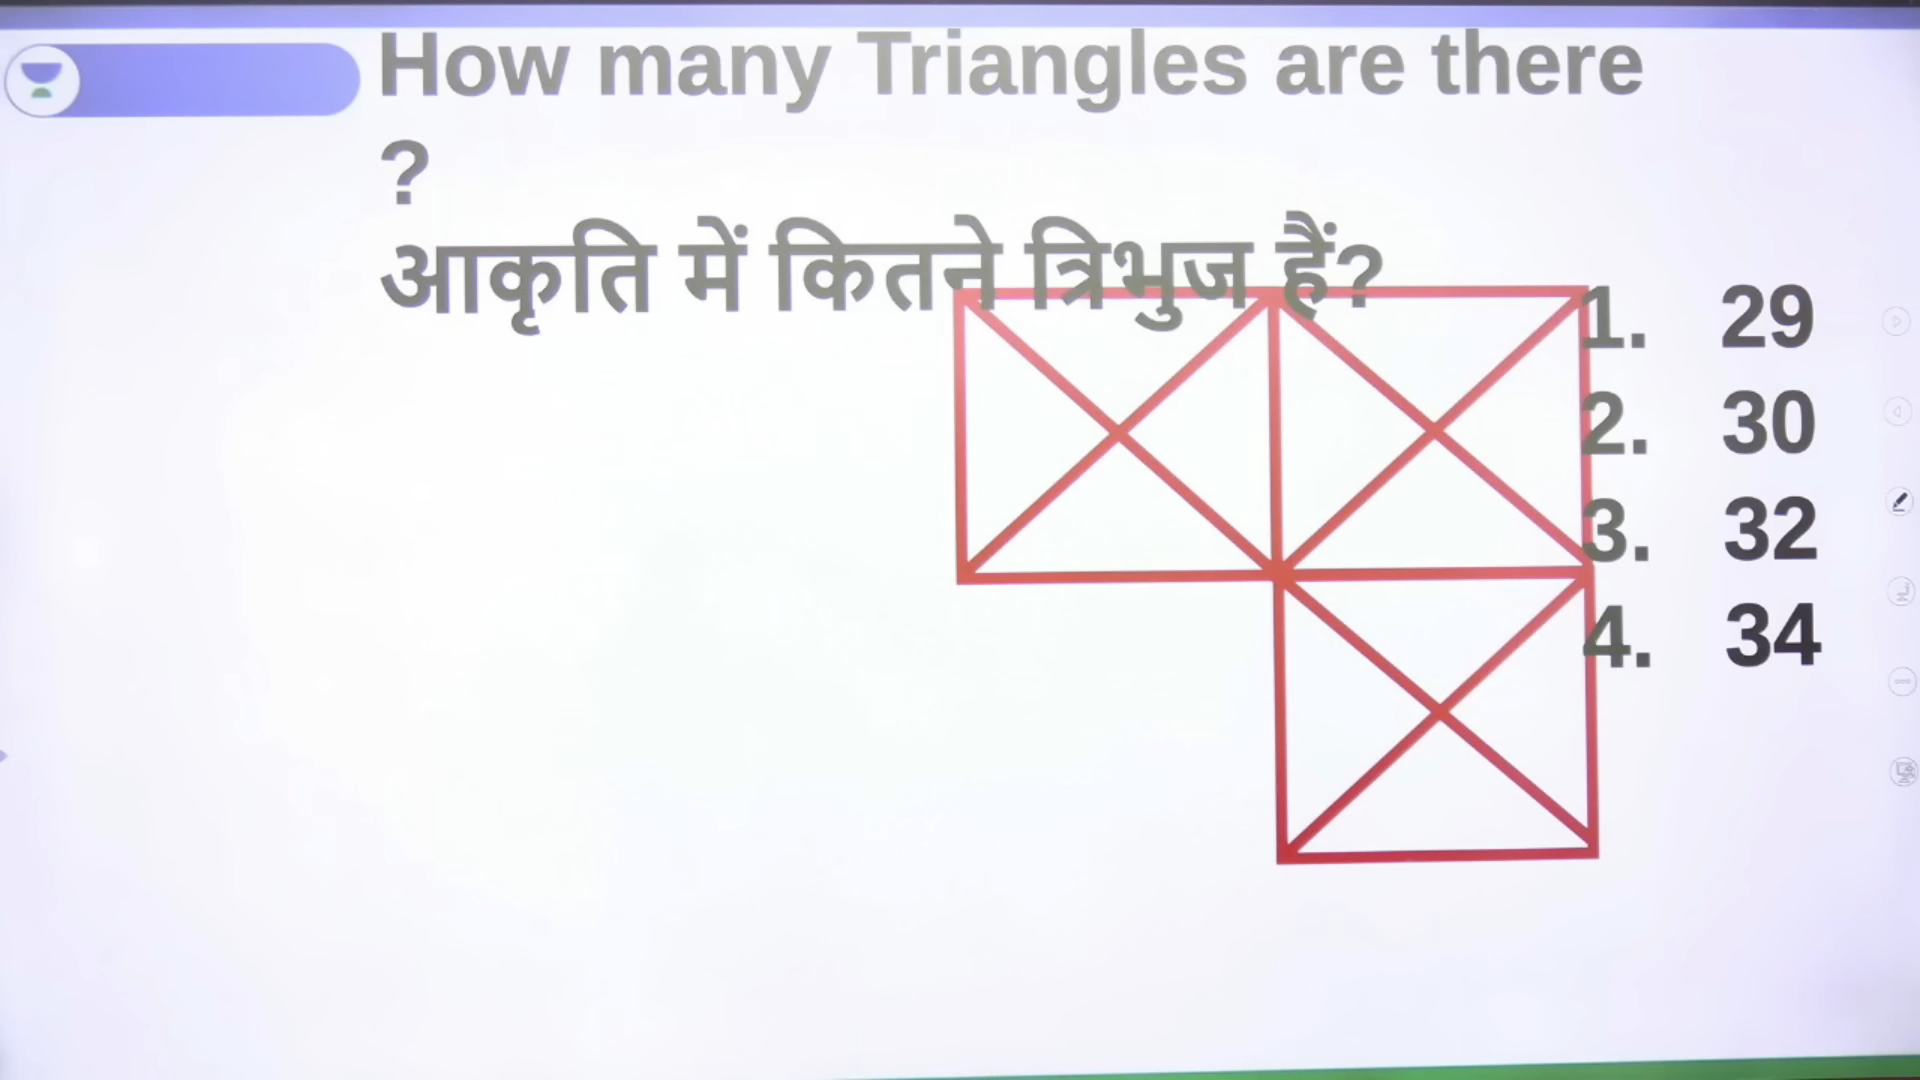 How many Triangles are there
?
आकृति में कितने त्रिभुज हैं?
1. 29
2. 30
3. 32
4. 34